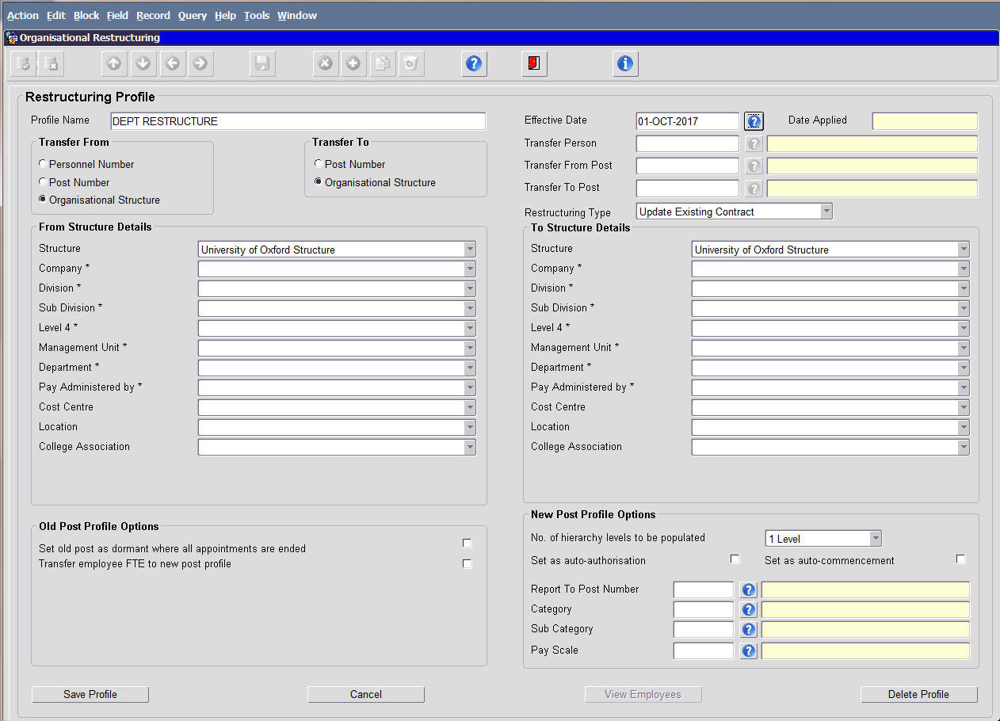 Action Edit Block Field Record Query Help Tools Window
Organisational Restructuring
Restructuring Profile
Profile Name DEPT RESTRUCTURE
Effective Date 01-OCT-2017 Date Applied
Transfer From
Personnel Number
Post Number
Organisational Structure
Transfer To
Post Number
Organisational Structure
Transfer Person
Transfer From Post
Transfer To Post
Restructuring Type Update Existing Contract
From Structure Details
Structure University of Oxford Structure
Company *
Division *
Sub Division *
Level 4 *
Management Unit *
Department *
Pay Administered by *
Cost Centre
Location
College Association
To Structure Details
Structure University of Oxford Structure
Company *
Division *
Sub Division *
Level 4 *
Management Unit *
Department *
Pay Administered by *
Cost Centre
Location
College Association
Old Post Profile Options
Set old post as dormant where all appointments are ended
Transfer employee FTE to new post profile
New Post Profile Options
No. of hierarchy levels to be populated 1 Level
Set as auto-authorisation Set as auto-commencement
Report To Post Number
Category
Sub Category
Pay Scale
Save Profile Cancel View Employees Delete Profile